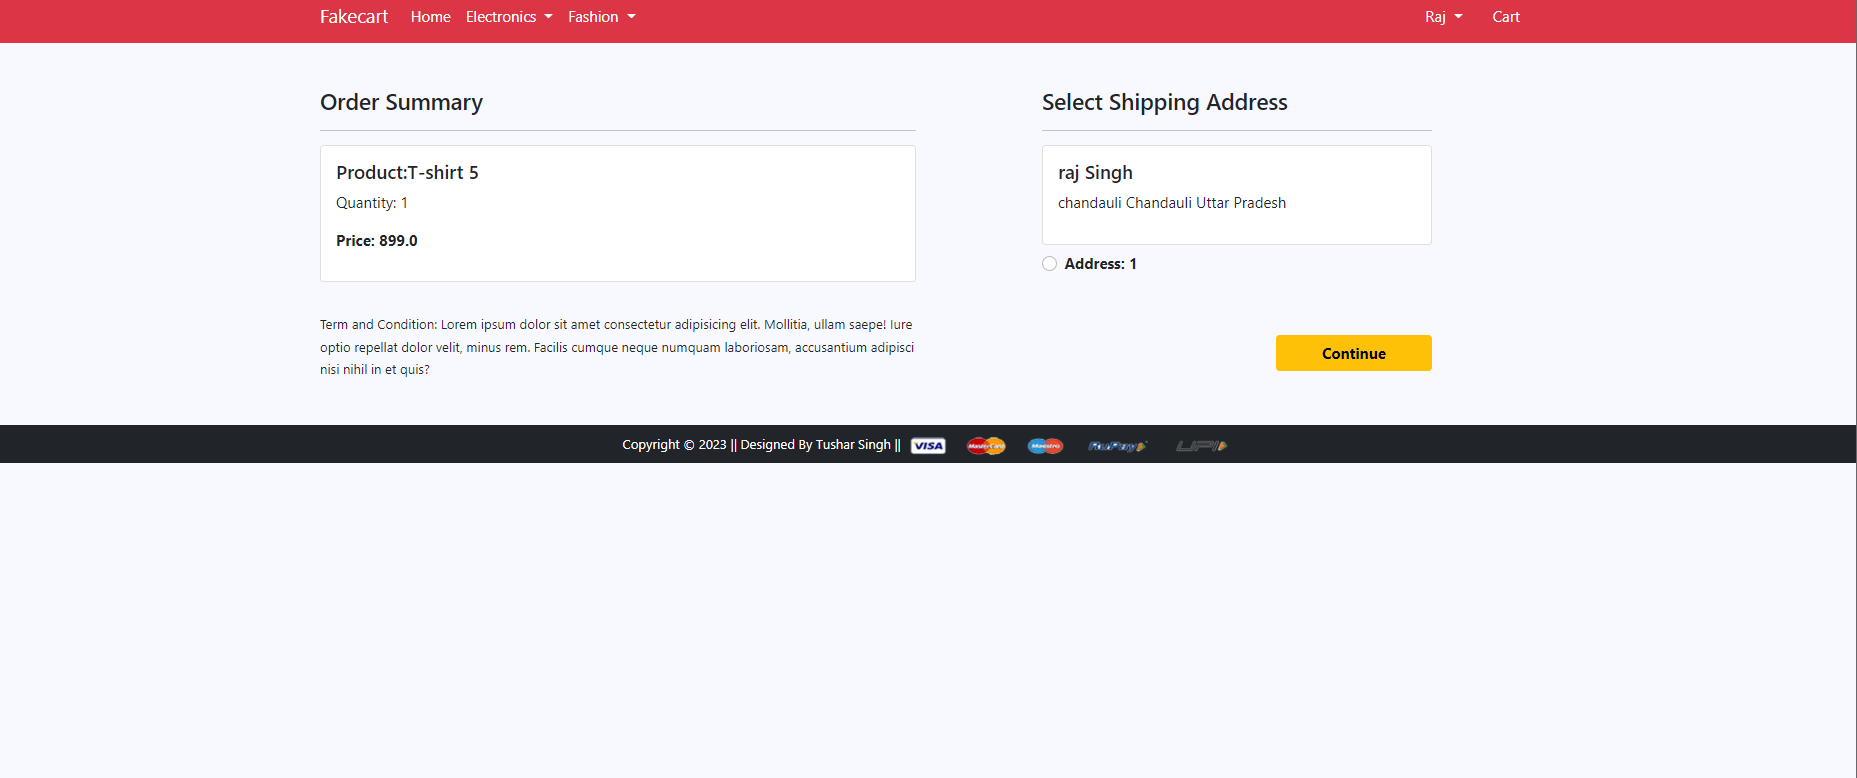 Fakecart Home Electronics Fashion Raj Cart
Order Summary
Product:T-shirt 5
Quantity: 1
Price: 899.0
Term and Condition: Lorem ipsum dolor sit amet consectetur adipisicing elit. Mollitia, ullam saepe! Iure
optio repellat dolor velit, minus rem. Facilis cumque neque numquam laboriosam, accusantium adipisci
nisi nihil in et quis?
Select Shipping Address
raj Singh
chandauli Chandauli Uttar Pradesh
Address: 1
Continue
Copyright © 2023 || Designed By Tushar Singh || VISA MasterCard Maestro RuPay UPI